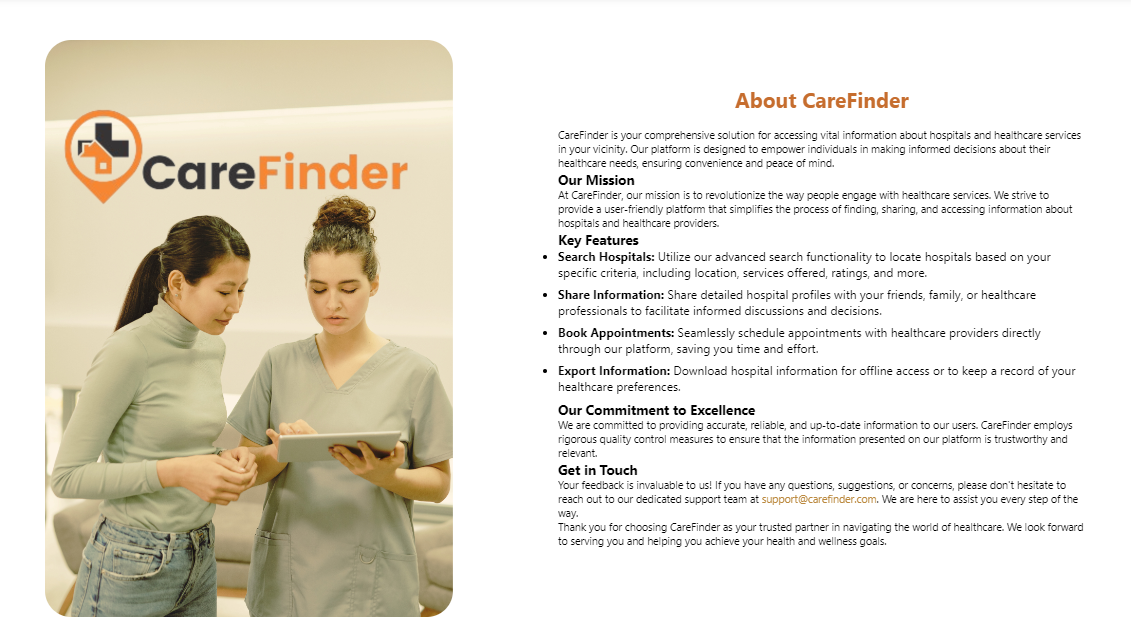 CareFinder
About CareFinder
CareFinder is your comprehensive solution for accessing vital information about hospitals and healthcare services
in your vicinity. Our platform is designed to empower individuals in making informed decisions about their
healthcare needs, ensuring convenience and peace of mind.
Our Mission
At CareFinder, our mission is to revolutionize the way people engage with healthcare services. We strive to
provide a user-friendly platform that simplifies the process of finding, sharing, and accessing information about
hospitals and healthcare providers.
Key Features
• Search Hospitals: Utilize our advanced search functionality to locate hospitals based on your
specific criteria, including location, services offered, ratings, and more.
• Share Information: Share detailed hospital profiles with your friends, family, or healthcare
professionals to facilitate informed discussions and decisions.
• Book Appointments: Seamlessly schedule appointments with healthcare providers directly
through our platform, saving you time and effort.
• Export Information: Download hospital information for offline access or to keep a record of your
healthcare preferences.
Our Commitment to Excellence
We are committed to providing accurate, reliable, and up-to-date information to our users. CareFinder employs
rigorous quality control measures to ensure that the information presented on our platform is trustworthy and
relevant.
Get in Touch
Your feedback is invaluable to us! If you have any questions, suggestions, or concerns, please don't hesitate to
reach out to our dedicated support team at support@carefinder.com. We are here to assist you every step of the
way.
Thank you for choosing CareFinder as your trusted partner in navigating the world of healthcare. We look forward
to serving you and helping you achieve your health and wellness goals.